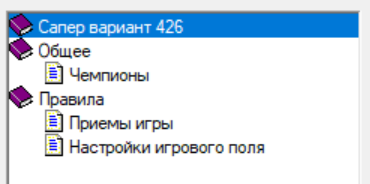 Сапер вариант 426
Общее
Чемпионы
Правила
Приемы игры
Настройки игрового поля